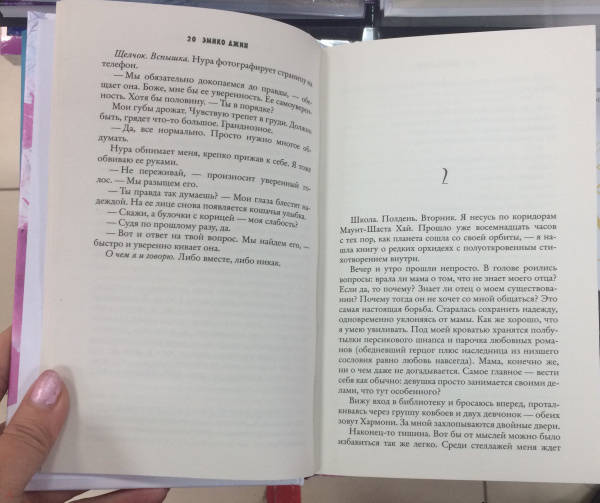 20 ЭМИКО ДЖИН
Щелчок. Вспышка. Нура фотографирует страницу на
телефон.
— Мы обязательно докопаемся до правды, — обе-
щает она. Боже, мне бы ее уверенность. Ее самоуверен-
ность. Хотя бы половину. — Ты в порядке?
Мои губы дрожат. Чувствую трепет в груди. Должно
быть, грядет что-то большое. Грандиозное.
— Да, все нормально. Просто нужно многое об-
думать.
Нура обнимает меня, крепко прижав к себе. Я тоже
обвиваю ее руками.
— Не переживай, — произносит уверенный го-
лос. — Мы разыщем его.
— Ты правда так думаешь? — Мои глаза блестят на-
деждой. На ее лице снова появляется кошачья улыбка.
— Скажи, а булочки с корицей — моя слабость?
— Судя по прошлому разу, да.
— Вот и ответ на твой вопрос. Мы найдем его, —
быстро и уверенно кивает она.
О чем я и говорю. Либо вместе, либо никак.
2
Школа. Полдень. Вторник. Я несусь по коридорам
Маунт-Шаста Хай. Прошло уже восемнадцать часов
с тех пор, как планета сошла со своей орбиты, — я на-
шла книгу о редких орхидеях с полуоткровенным сти-
хотворением внутри.
Вечер и утро прошли непросто. В голове роились
вопросы: врала ли мама о том, что не знает моего отца?
Если да, то почему? Знает ли отец о моем существова-
нии? Почему тогда он не хочет со мной общаться? Это
самая настоящая борьба. Старалась сохранить надежду,
одновременно уклоняясь от мамы. Как же хорошо, что
я умею увиливать. Под моей кроватью хранятся полбу-
тылки персикового шнапса и парочка любовных рома-
нов (обедневший герцог плюс наследница из низшего
сословия равно любовь навсегда). Мама, конечно же,
ни о чем даже не догадывается. Самое главное — вести
себя как обычно: девушка просто занимается своими де-
лами, что тут такого?
Вижу вход в библиотеку и бросаюсь вперед, протал-
киваясь через группу ковбоев и двух девчонок — обеих
зовут Хармони. За мной захлопываются двойные двери.
Наконец-то тишина. Вот бы от мыслей можно было
избавиться так же легко. Среди стеллажей меня ждет